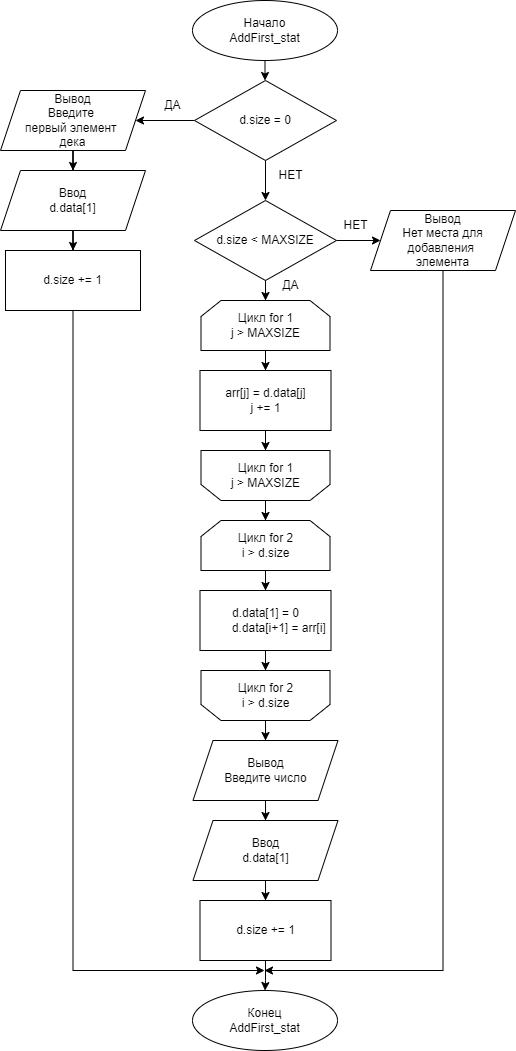 Начало
AddFirst_stat
Вывод
Введите
первый элемент
дека
ДА
d.size = 0
НЕТ
Ввод
d.data[1]
d.size += 1
d.size < MAXSIZE
НЕТ
Вывод
Нет места для
добавления
элемента
ДА
Цикл for 1
j > MAXSIZE
arr[j] = d.data[j]
j += 1
Цикл for 1
j > MAXSIZE
Цикл for 2
i > d.size
d.data[1] = 0
d.data[i+1] = arr[i]
Цикл for 2
i > d.size
Вывод
Введите число
Ввод
d.data[1]
d.size += 1
Конец
AddFirst_stat